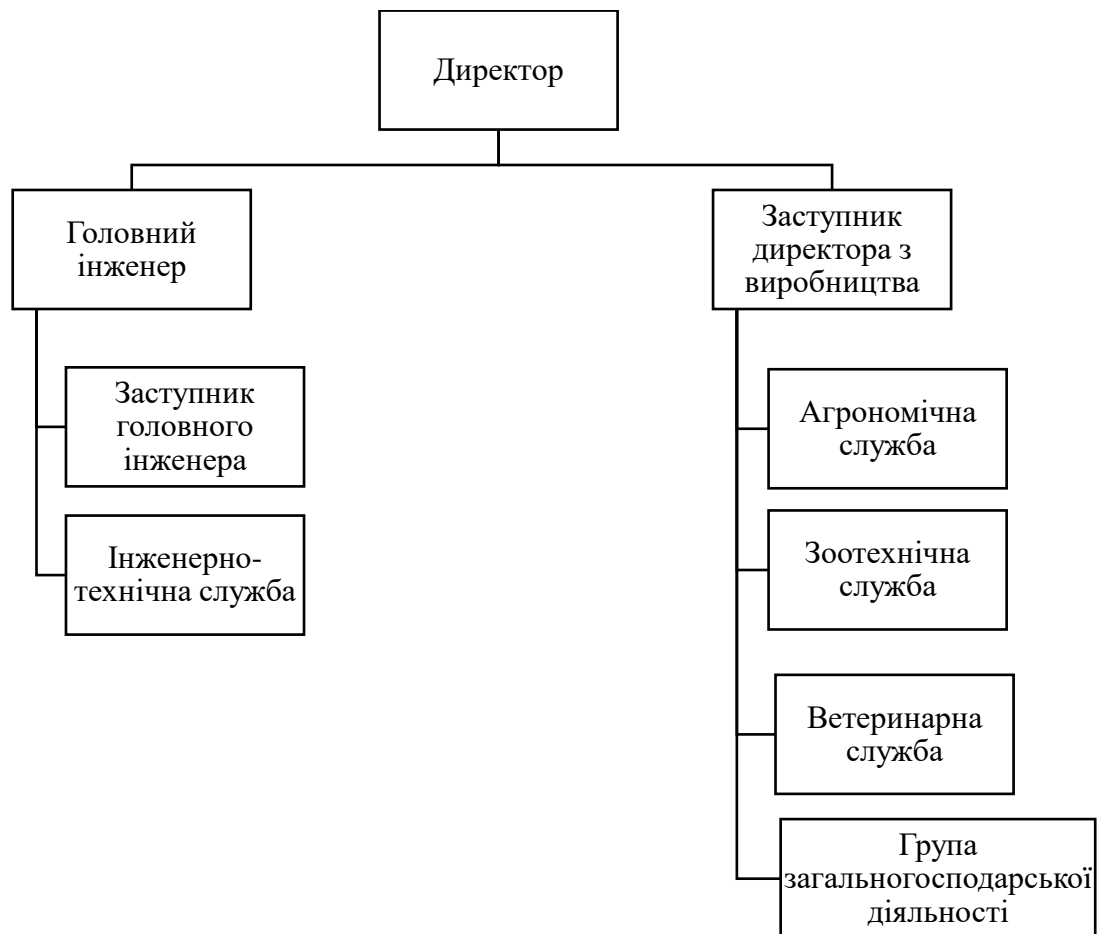 Директор
Головний
інженер
Заступник
головного
інженера
Інженерно-
технічна служба
Заступник
директора з
виробництва
Агрономічна
служба
Зоотехнічна
служба
Ветеринарна
служба
Група
загальногосподарської
діяльності